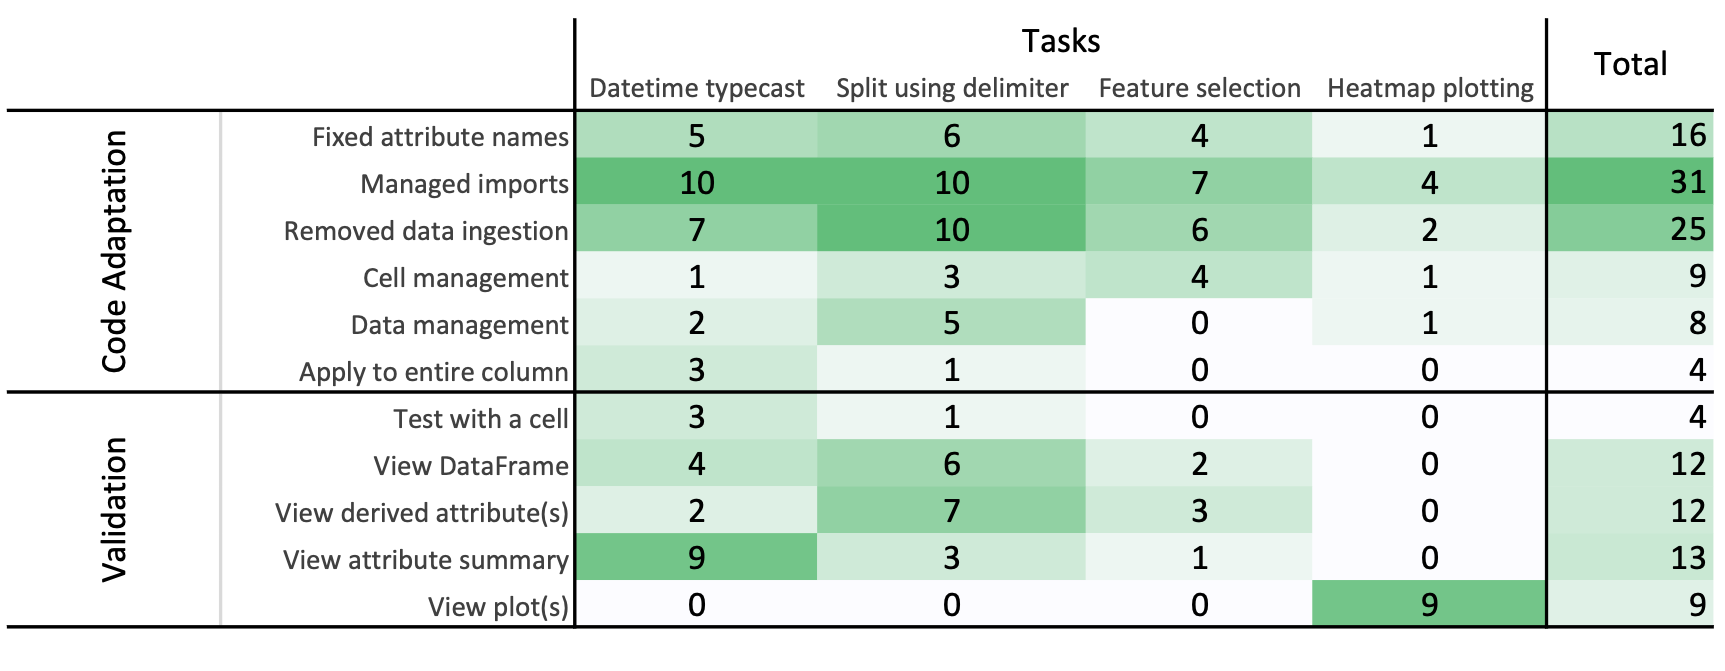 Tasks
Total
Datetime typecast Split using delimiter Feature selection Heatmap plotting
Code Adaptation
Fixed attribute names 5 6 4 1 16
Managed imports 10 10 7 4 31
Removed data ingestion 7 10 6 2 25
Cell management 1 3 4 1 9
Data management 2 5 0 1 8
Apply to entire column 3 1 0 0 4
Validation
Test with a cell 3 1 0 0 4
View DataFrame 4 6 2 0 12
View derived attribute(s) 2 7 3 0 12
View attribute summary 9 3 1 0 13
View plot(s) 0 0 0 9 9